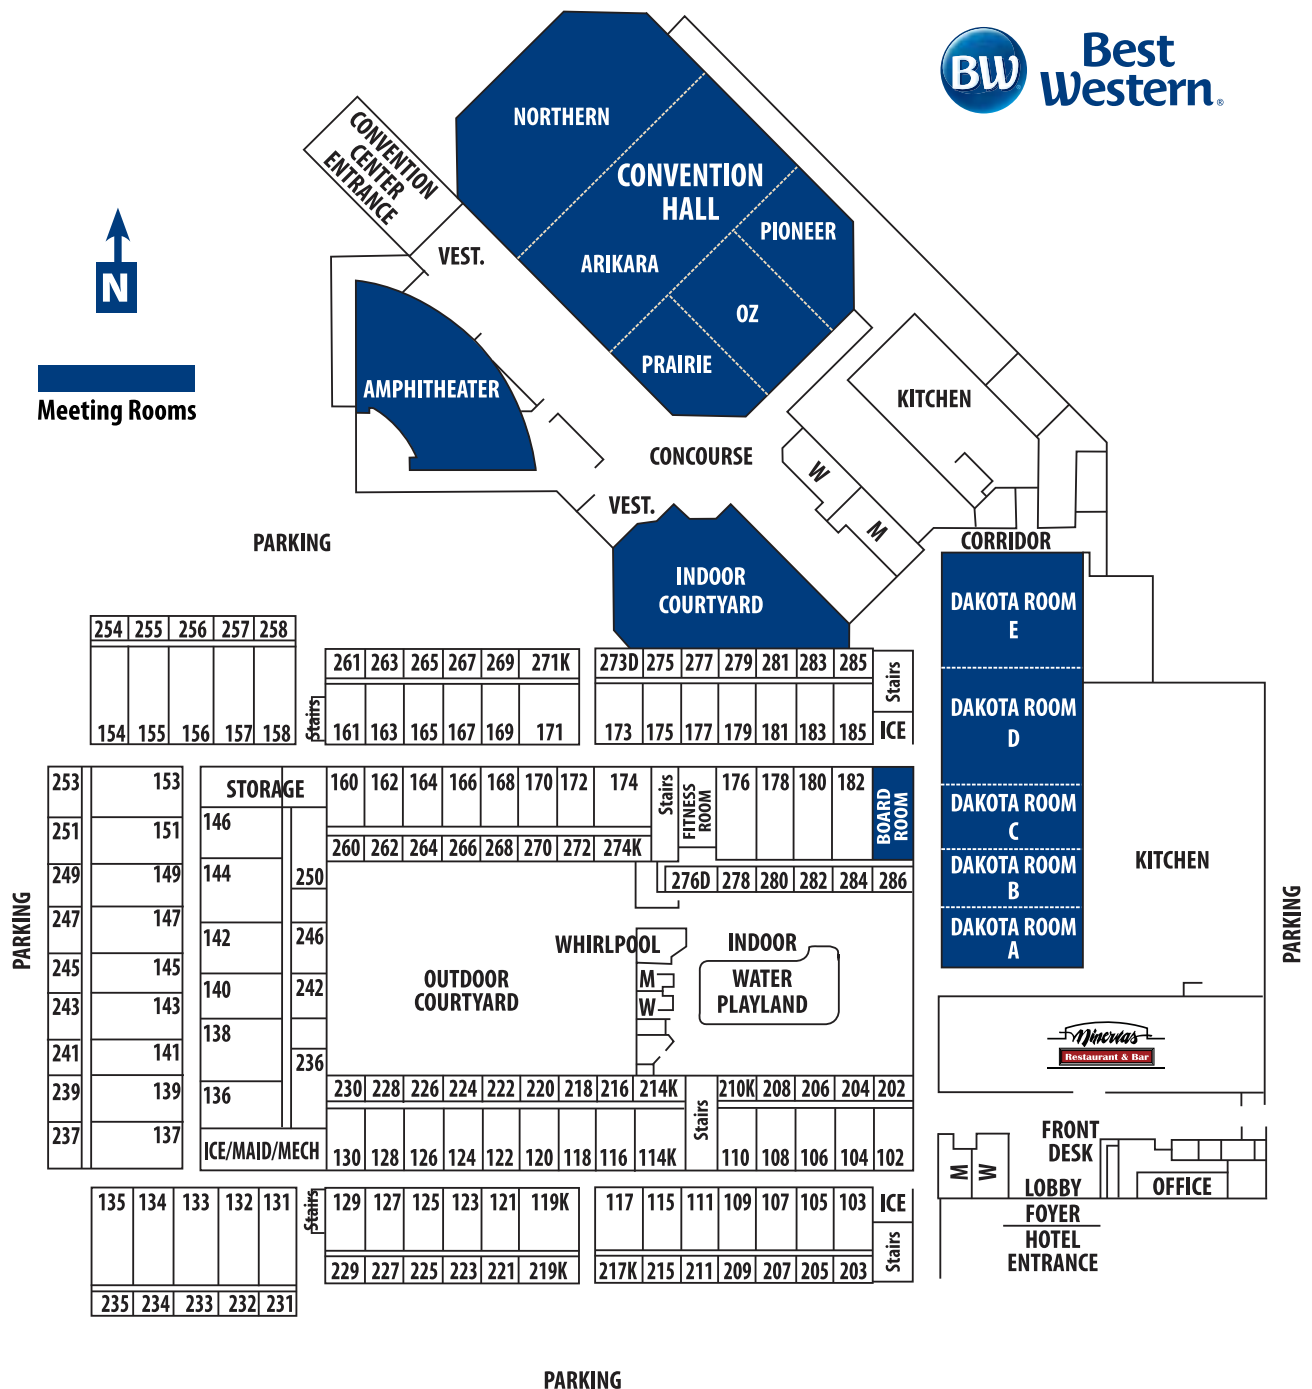 BW
Best
Western®
NORTHERN
CONVENTION
CENTER
ENTRANCE
CONVENTION
HALL
PIONEER
VEST.
ARIKARA
N
OZ
PRAIRIE
Meeting Rooms
AMPHITHEATER
KITCHEN
CONCOURSE
W
VEST.
M
PARKING
CORRIDOR
INDOOR
COURTYARD
DAKOTA ROOM
E
254 255 256 257 258
261 263 265 267 269 271K
273D 275 277 279 281 283 285
Stairs
DAKOTA ROOM
D
154 155 156 157 158
Stairs
161 163 165 167 169 171
173 175 177 179 181 183 185
ICE
253 153
STORAGE
160 162 164 166 168 170 172 174
Stairs
FITNESS
ROOM
176 178 180 182
BOARD
ROOM
DAKOTA ROOM
C
251 151
146
260 262 264 266 268 270 272 274K
KITCHEN
249 149
144
250
276D 278 280 282 284 286
DAKOTA ROOM
B
247 147
142
246
DAKOTA ROOM
A
PARKING
PARKING
WHIRLPOOL
INDOOR
WATER
PLAYLAND
245 145
140
242
OUTDOOR
COURTYARD
M
W
243 143
138
241 141
236
Minervas
Restaurant & Bar
239 139
136
230 228 226 224 222 220 218 216 214K
210K 208 206 204 202
Stairs
237 137
ICE/MAID/MECH
130 128 126 124 122 120 118 116 114K
110 108 106 104 102
FRONT
DESK
M
W
LOBBY
OFFICE
FOYER
HOTEL
ENTRANCE
135 134 133 132 131
Stairs
129 127 125 123 121 119K
117 115 111 109 107 105 103
ICE
Stairs
229 227 225 223 221 219K
217K 215 211 209 207 205 203
235 234 233 232 231
PARKING